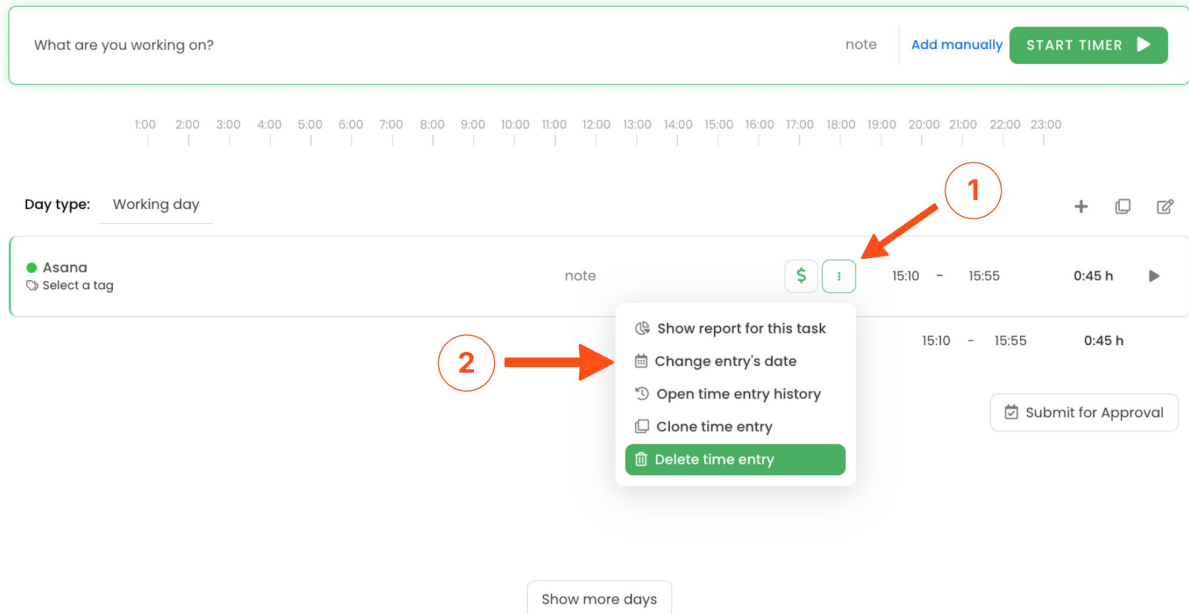 What are you working on? note Add manually START TIMER
1:00 2:00 3:00 4:00 5:00 6:00 7:00 8:00 9:00 10:00 11:00 12:00 13:00 14:00 15:00 16:00 17:00 18:00 19:00 20:00 21:00 22:00 23:00
1
Day type: Working day
Asana
Select a tag
note $ 15:10 - 15:55 0:45 h
Show report for this task
15:10 - 15:55 0:45 h
2
Change entry's date
Open time entry history
Clone time entry
Submit for Approval
Delete time entry
Show more days